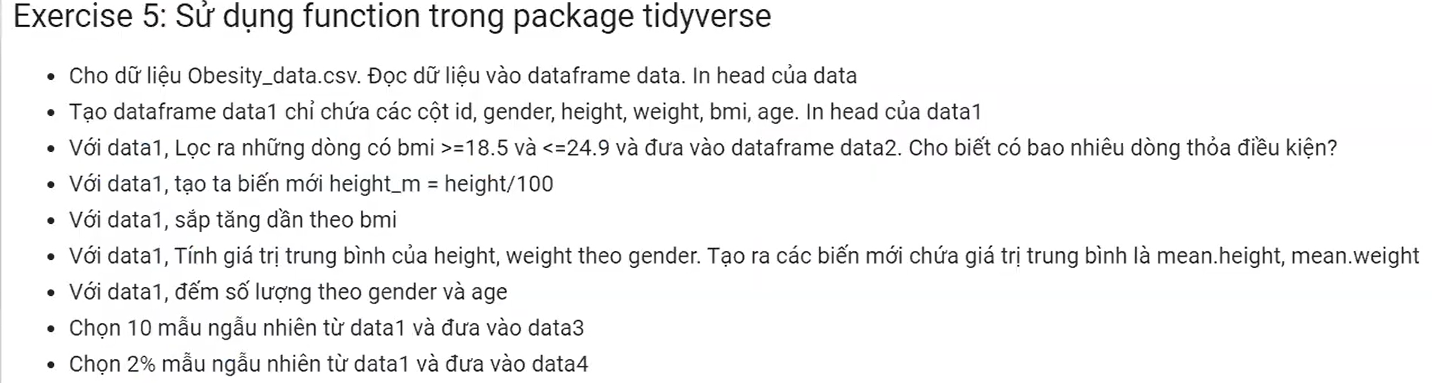 Exercise 5: Sử dụng function trong package tidyverse
• Cho dữ liệu Obesity_data.csv. Đọc dữ liệu vào dataframe data. In head của data
• Tạo dataframe data1 chỉ chứa các cột id, gender, height, weight, bmi, age. In head của data1
• Với data1, Lọc ra những dòng có bmi >=18.5 và <=24.9 và đưa vào dataframe data2. Cho biết có bao nhiêu dòng thỏa điều kiện?
• Với data1, tạo ta biến mới height_m = height/100
• Với data1, sắp tăng dần theo bmi
• Với data1, Tính giá trị trung bình của height, weight theo gender. Tạo ra các biến mới chứa giá trị trung bình là mean.height, mean.weight
• Với data1, đếm số lượng theo gender và age
• Chọn 10 mẫu ngẫu nhiên từ data1 và đưa vào data3
• Chọn 2% mẫu ngẫu nhiên từ data1 và đưa vào data4